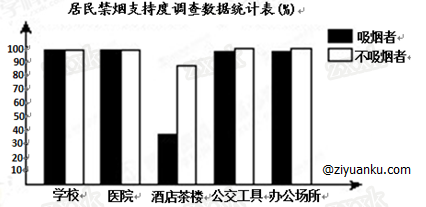 居民禁烟支持度调查数据统计表(%)
吸烟者
不吸烟者
100
90
80
70
60
50
40
30
20
10
学校 医院 酒店茶楼 公交工具 办公场所
@ziyuanku.com